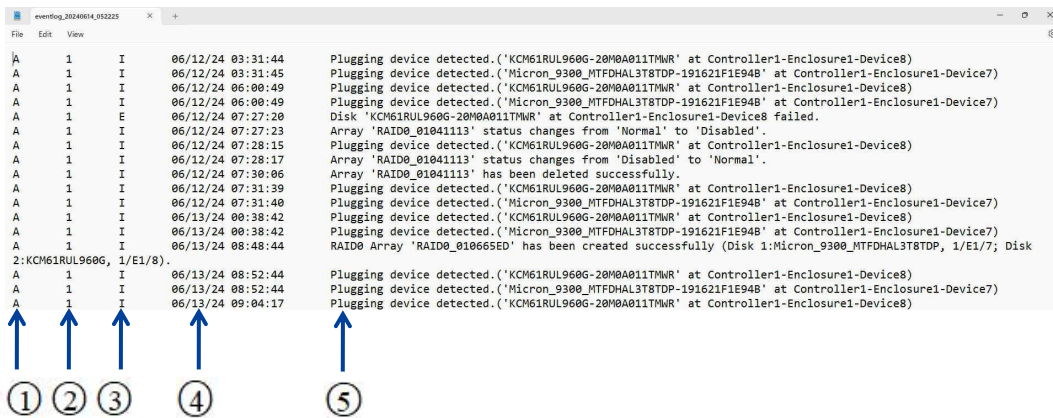 eventlog_20240614_052225 × +
File Edit View
A 1 I 06/12/24 03:31:44 Plugging device detected.('KCM61RUL960G-20M0A011TMWR' at Controller1-Enclosure1-Device8)
A 1 I 06/12/24 03:31:45 Plugging device detected.('Micron_9300_MTFDHAL3T8TDP-191621F1E94B' at Controller1-Enclosure1-Device7)
A 1 I 06/12/24 06:00:49 Plugging device detected.('KCM61RUL960G-20M0A011TMWR' at Controller1-Enclosure1-Device8)
A 1 I 06/12/24 06:00:49 Plugging device detected.('Micron_9300_MTFDHAL3T8TDP-191621F1E94B' at Controller1-Enclosure1-Device7)
A 1 E 06/12/24 07:27:20 Disk 'KCM61RUL960G-20M0A011TMWR' at Controller1-Enclosure1-Device8 failed.
A 1 I 06/12/24 07:27:23 Array 'RAID0_01041113' status changes from 'Normal' to 'Disabled'.
A 1 I 06/12/24 07:28:15 Plugging device detected.('KCM61RUL960G-20M0A011TMWR' at Controller1-Enclosure1-Device8)
A 1 I 06/12/24 07:28:17 Array 'RAID0_01041113' status changes from 'Disabled' to 'Normal'.
A 1 I 06/12/24 07:30:06 Array 'RAID0_01041113' has been deleted successfully.
A 1 I 06/12/24 07:31:39 Plugging device detected.('KCM61RUL960G-20M0A011TMWR' at Controller1-Enclosure1-Device8)
A 1 I 06/12/24 07:31:40 Plugging device detected.('Micron_9300_MTFDHAL3T8TDP-191621F1E94B' at Controller1-Enclosure1-Device7)
A 1 I 06/13/24 00:38:42 Plugging device detected.('KCM61RUL960G-20M0A011TMWR' at Controller1-Enclosure1-Device8)
A 1 I 06/13/24 00:38:42 Plugging device detected.('Micron_9300_MTFDHAL3T8TDP-191621F1E94B' at Controller1-Enclosure1-Device7)
A 1 I 06/13/24 08:48:44 RAID0 Array 'RAID0_010665ED' has been created successfully (Disk 1:Micron_9300_MTFDHAL3T8TDP, 1/E1/7; Disk
2:KCM61RUL960G, 1/E1/8).
A 1 I 06/13/24 08:52:44 Plugging device detected.('KCM61RUL960G-20M0A011TMWR' at Controller1-Enclosure1-Device8)
A 1 I 06/13/24 08:52:44 Plugging device detected.('Micron_9300_MTFDHAL3T8TDP-191621F1E94B' at Controller1-Enclosure1-Device7)
A 1 I 06/13/24 09:04:17 Plugging device detected.('KCM61RUL960G-20M0A011TMWR' at Controller1-Enclosure1-Device8)
① ② ③ ④ ⑤